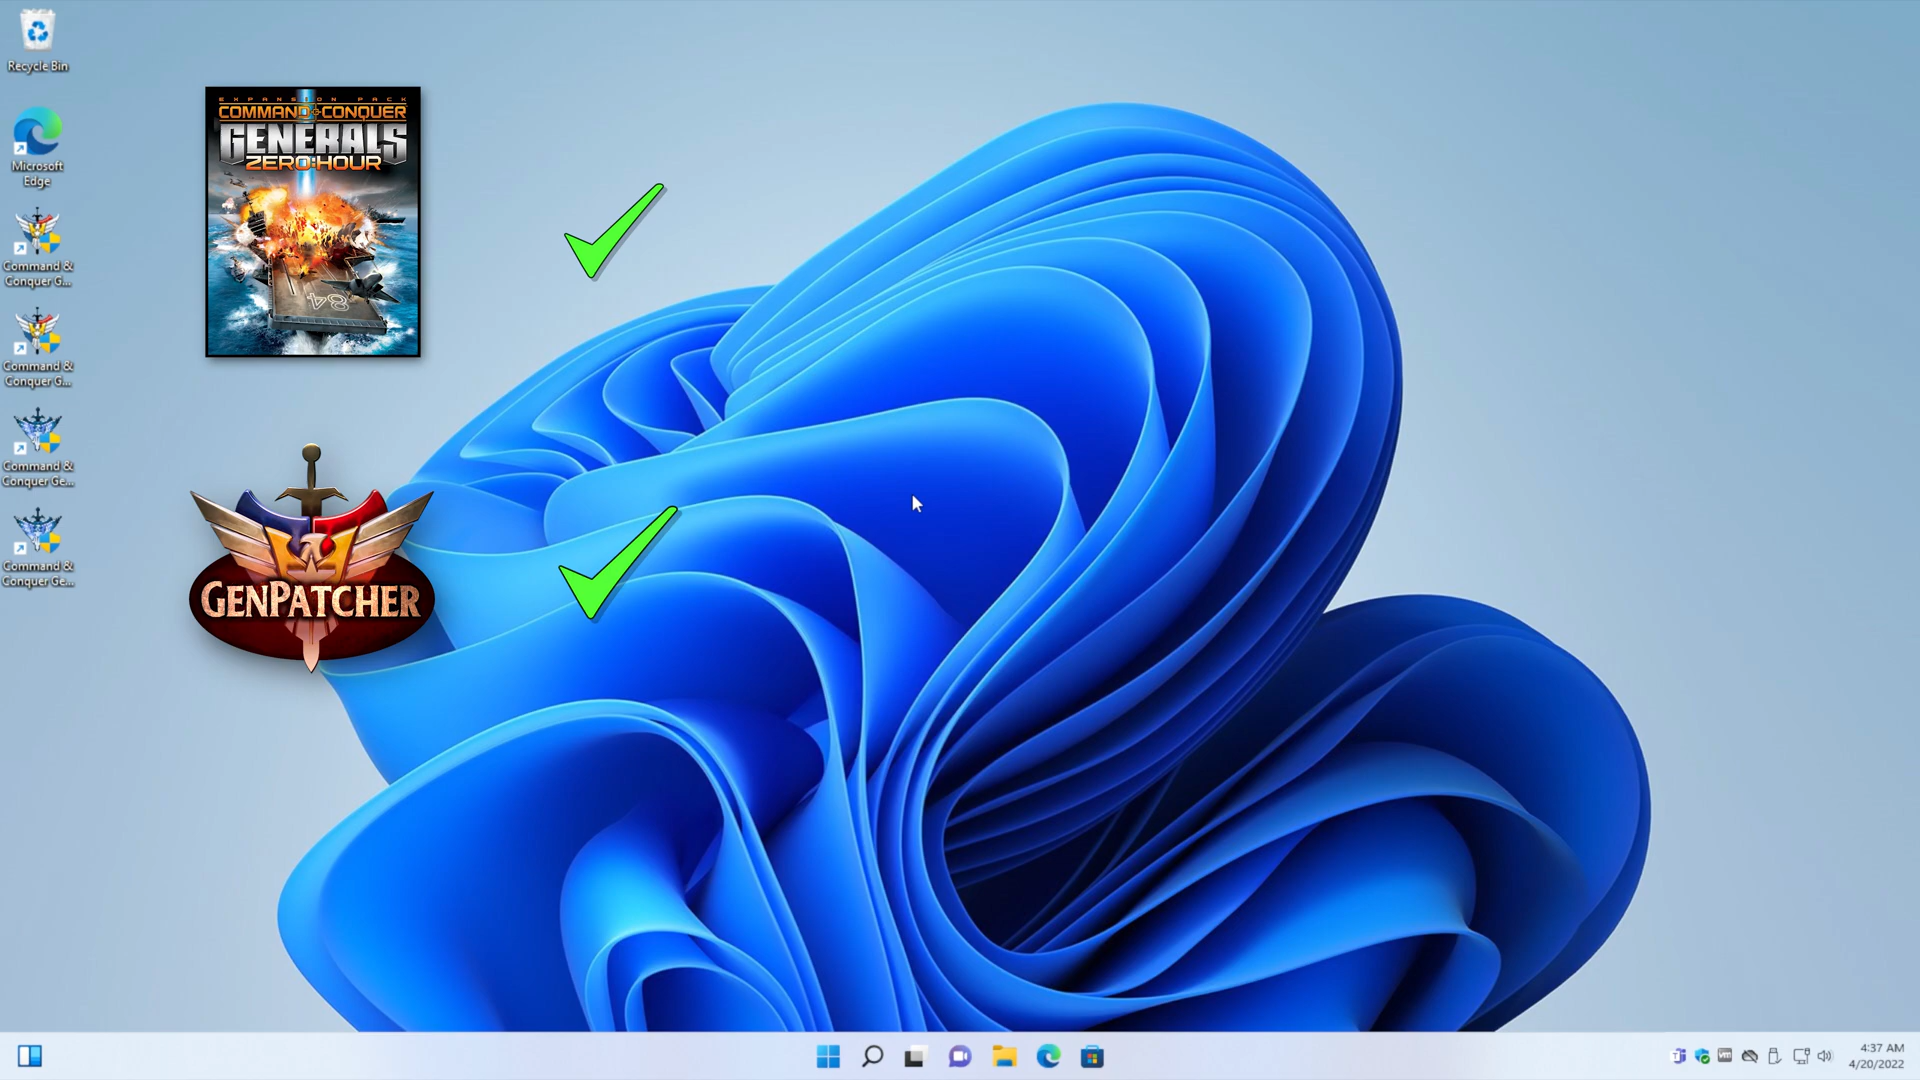 Recycle Bin
Microsoft
Edge
Command &
Conquer G...
Command &
Conquer G...
Command &
Conquer Ge...
Command &
Conquer Ge...
EXPANSION PACK
COMMAND & CONQUER
GENERALS
ZERO:HOUR
84
GENPATCHER
4:37 AM
4/20/2022